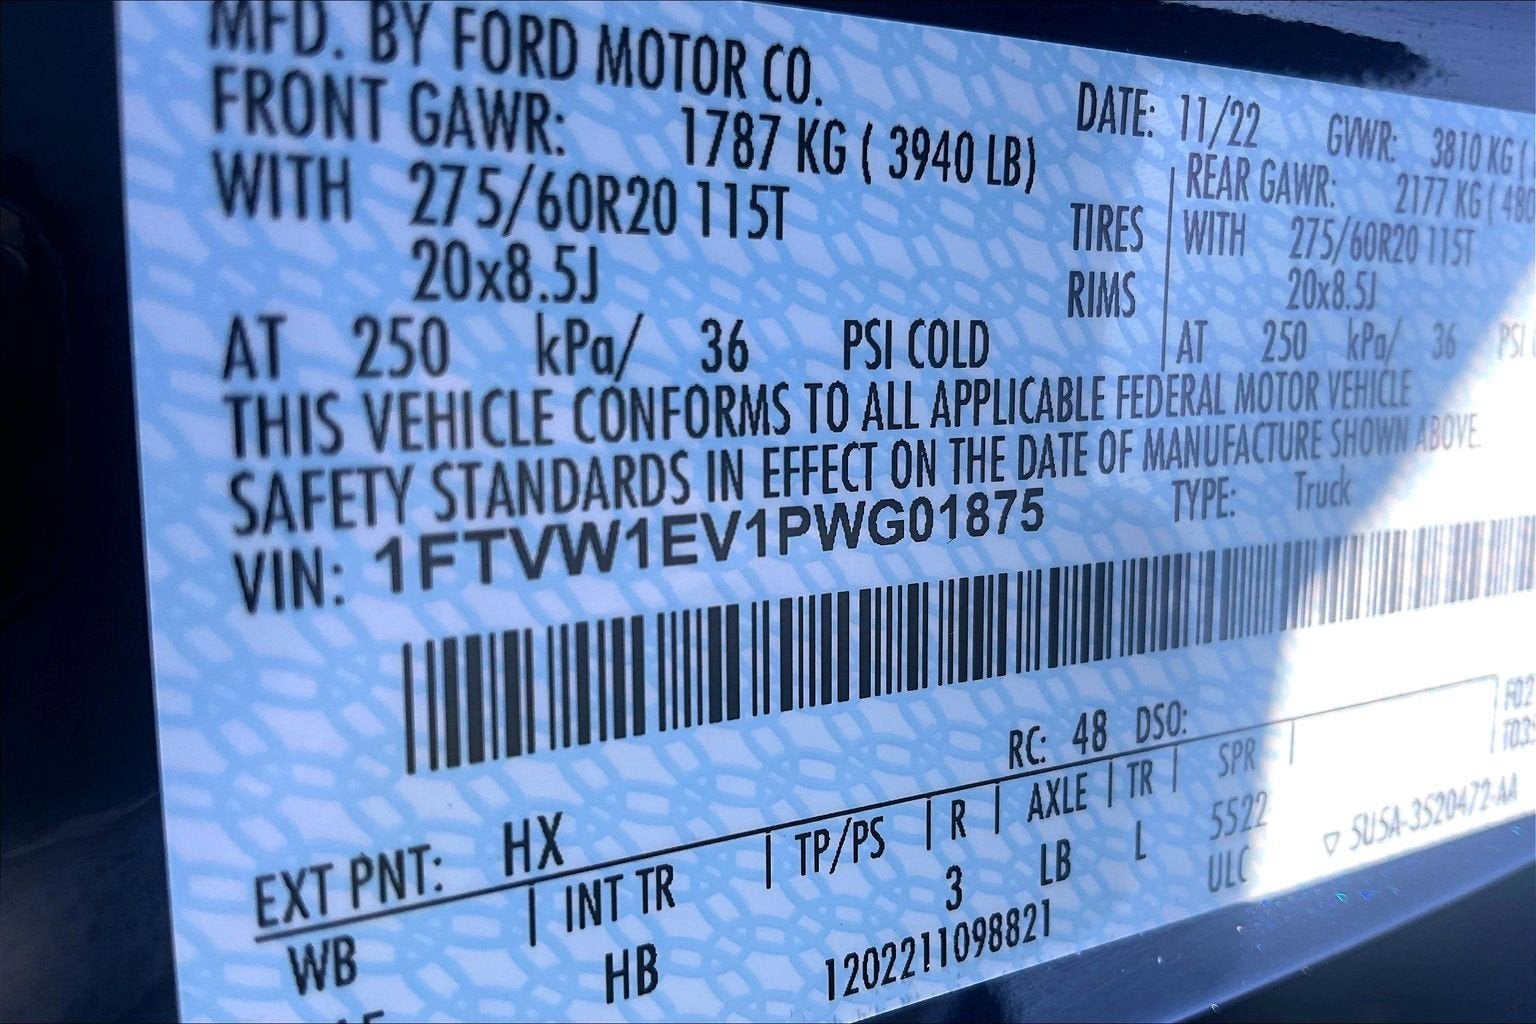 MFD. BY FORD MOTOR CO.
DATE: 11/22 GVWR: 3810 KG (
FRONT GAWR: 1787 KG ( 3940 LB)
REAR GAWR: 2177 KG ( 480
WITH 275/60R20 115T TIRES WITH 275/60R20 115T
20x8.5J RIMS 20x8.5J
AT 250 kPa/ 36 PSI COLD AT 250 kPa/ 36 PSI
THIS VEHICLE CONFORMS TO ALL APPLICABLE FEDERAL MOTOR VEHICLE
SAFETY STANDARDS IN EFFECT ON THE DATE OF MANUFACTURE SHOWN ABOVE.
VIN: 1FTVW1EV1PWG01875 TYPE: Truck
RC: 48 DSO:
EXT PNT: HX
WB | INT TR | TP/PS | R | AXLE | TR | SPR |
HB 3 LB L 5522
ULC
1202211098821
▽ 5U5A-3520472-AA